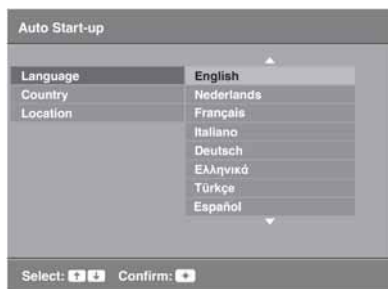 Auto Start-up
Language
Country
Location
English
Nederlands
Français
Italiano
Deutsch
Ελληνικά
Türkçe
Español
Select: Confirm: